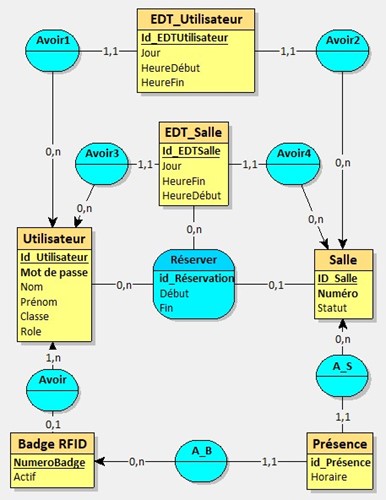 EDT_Utilisateur
Id_EDTUtilisateur
Jour
HeureDébut
HeureFin
Avoir1
1,1
1,1
Avoir2
0,n
0,n
EDT_Salle
Id_EDTSalle
Jour
HeureFin
HeureDébut
Avoir3
1,1
1,1
Avoir4
0,n
0,n
0,n
Utilisateur
Id_Utilisateur
Mot de passe
Nom
Prénom
Classe
Role
0,n
Réserver
id_Réservation
Début
Fin
0,1
Salle
ID_Salle
Numéro
Statut
1,n
Avoir
0,1
0,n
A_S
1,1
Badge RFID
NumeroBadge
Actif
0,n
A_B
1,1
Présence
id_Présence
Horaire